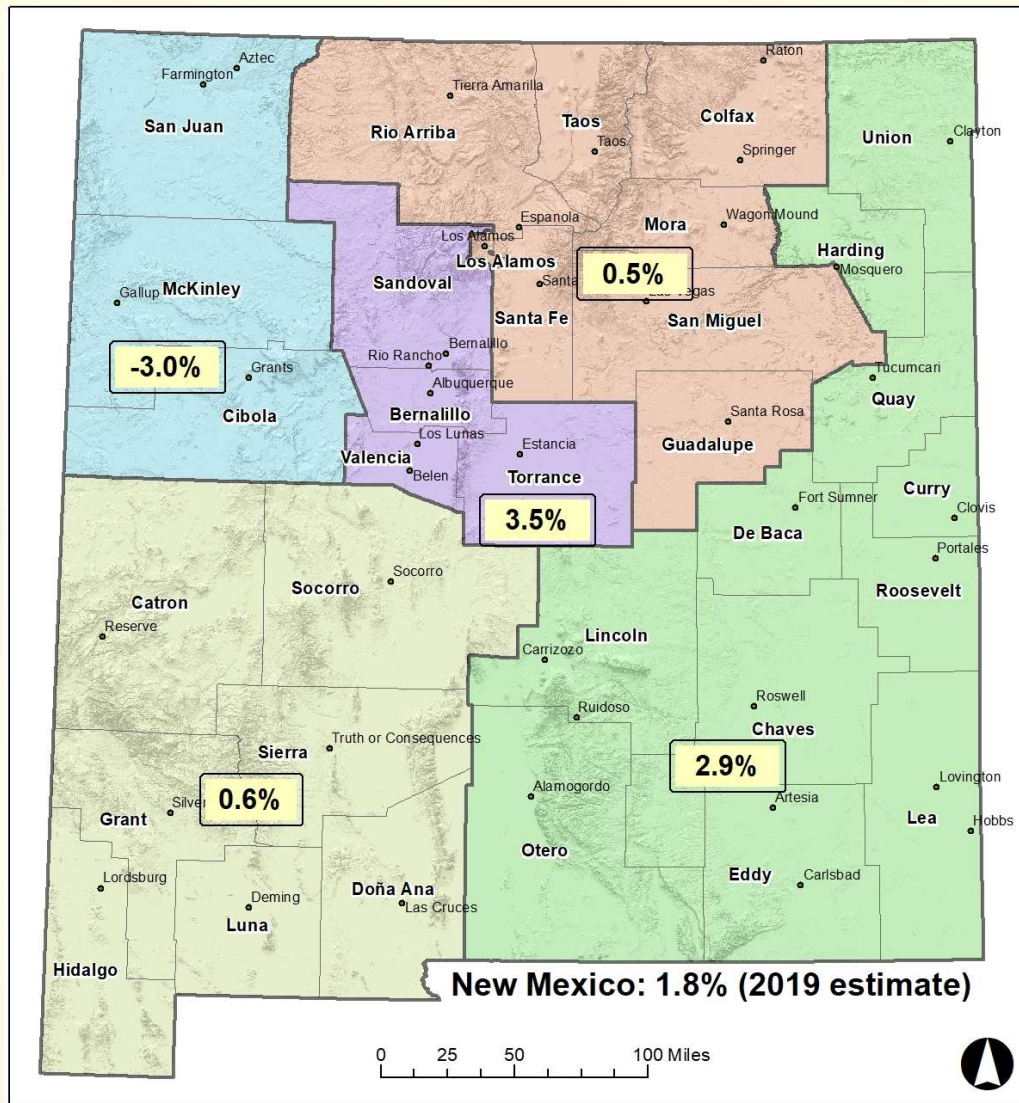 Raton
Aztec
Farmington
Tierra Amarilla
San Juan
Rio Arriba
Taos
Colfax
Union
Clayton
Taos
Springer
Espanola
Mora
Wagon Mound
Los Alamos
Los Alamos
Harding
Mosquero
Sandoval
0.5%
Santa
McKinley
Gallup
Las Vegas
Santa Fe
San Miguel
Bernalillo
Rio Rancho
-3.0%
Grants
Tucumcari
Albuquerque
Quay
Cibola
Bernalillo
Santa Rosa
Los Lunas
Guadalupe
Valencia
Estancia
Belen
Torrance
Curry
Fort Sumner
Clovis
3.5%
De Baca
Portales
Socorro
Socorro
Roosevelt
Catron
Reserve
Lincoln
Carrizozo
Roswell
Ruidoso
Chaves
Truth or Consequences
Sierra
2.9%
Lovington
Alamogordo
0.6%
Silver
Artesia
Grant
Lea
Hobbs
Otero
Eddy
Carlsbad
Lordsburg
Doña Ana
Deming
Las Cruces
Luna
Hidalgo
New Mexico: 1.8% (2019 estimate)
0 25 50 100 Miles